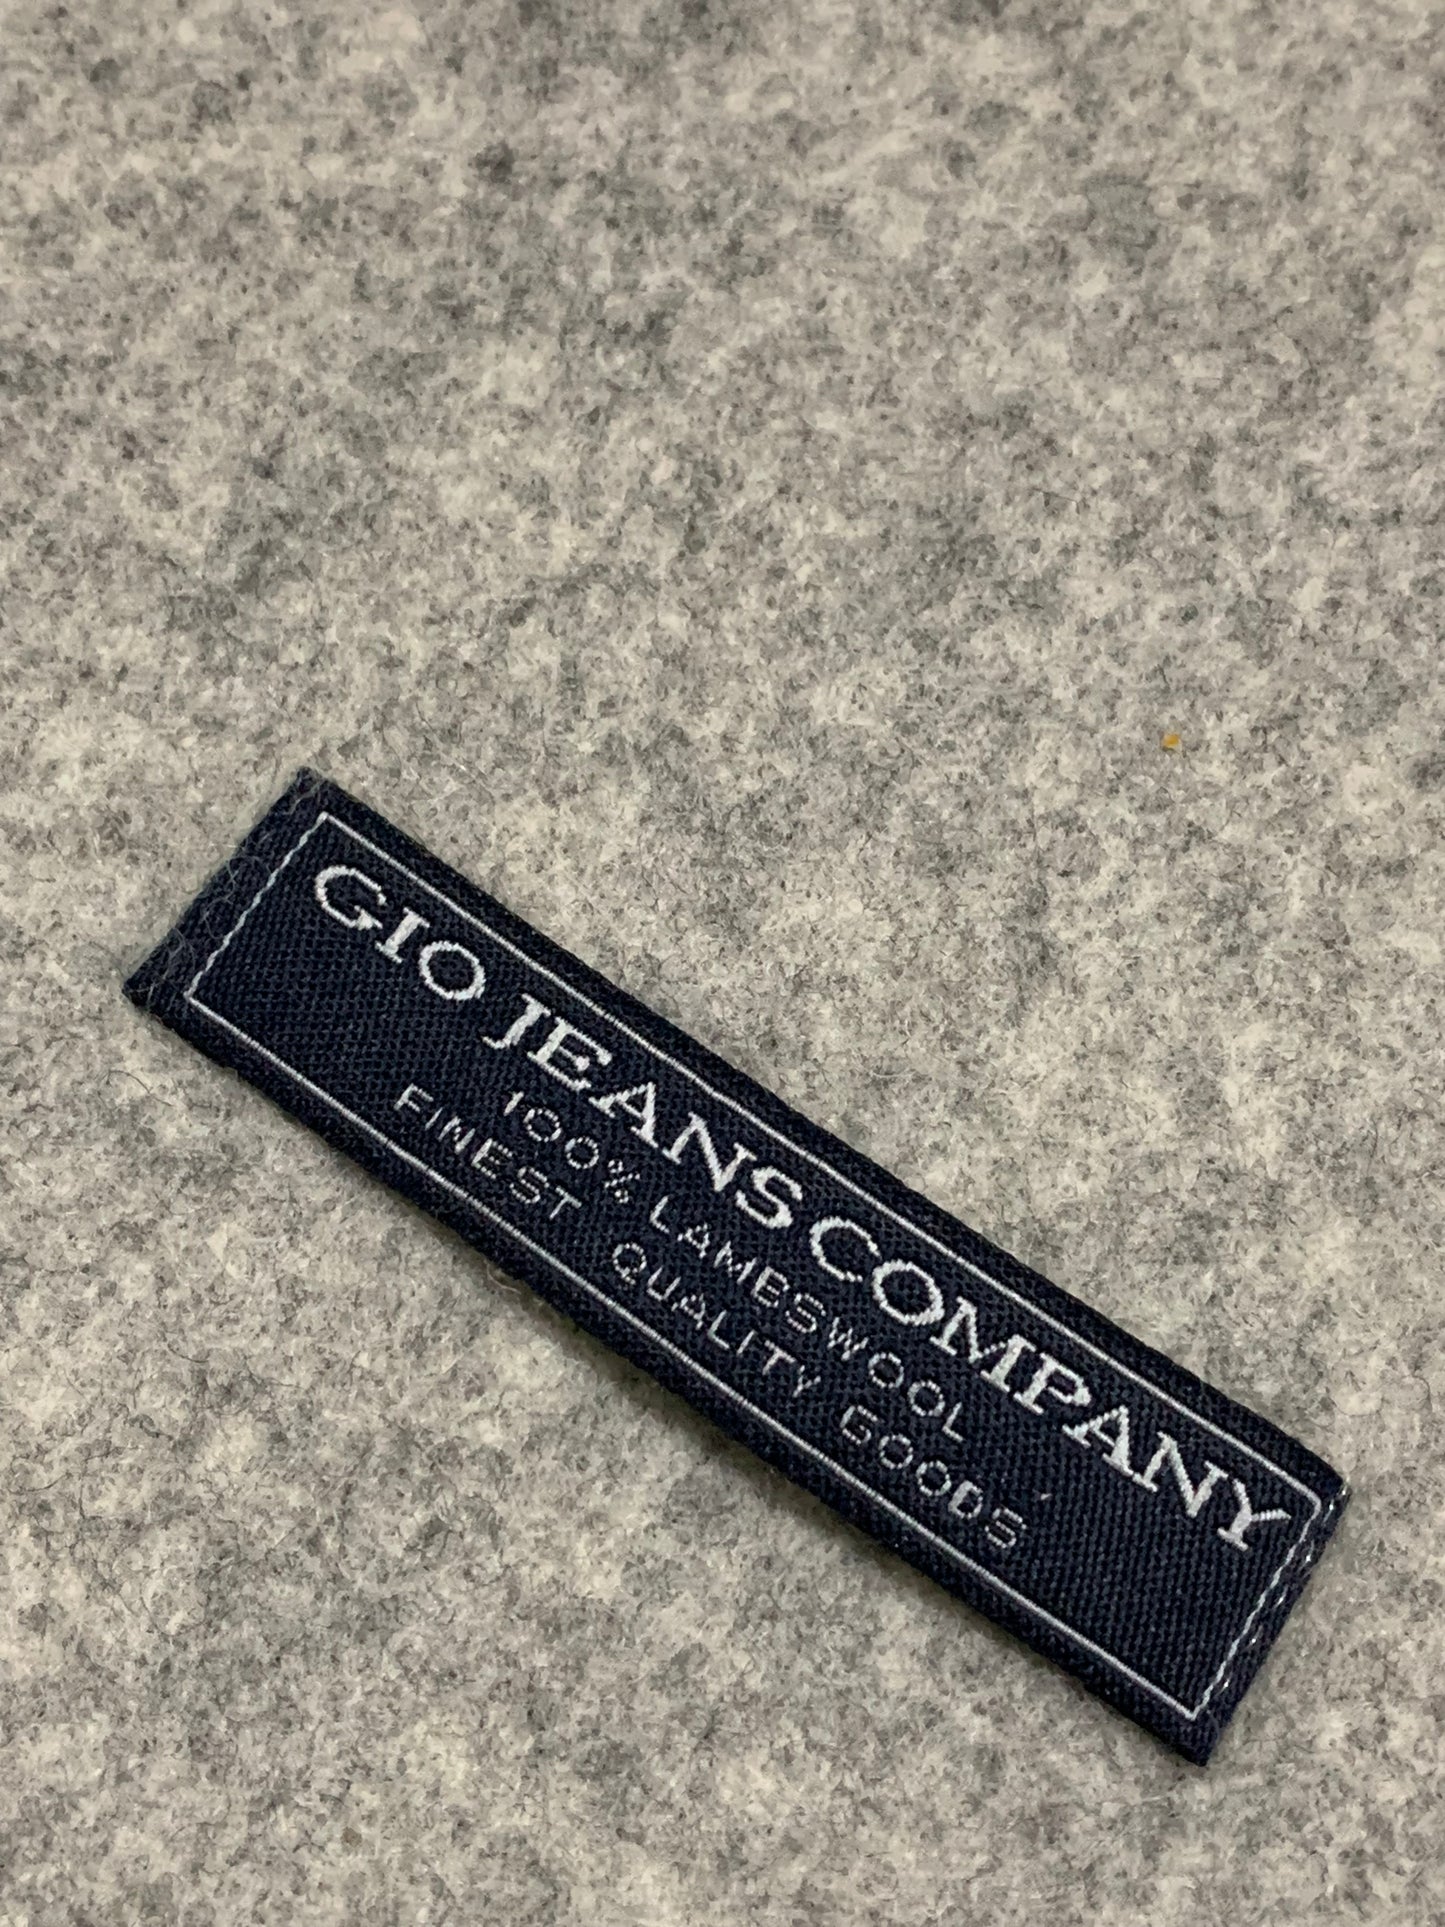 GIO JEANS COMPANY
100% LAMBSWOOL
FINEST QUALITY GOODS